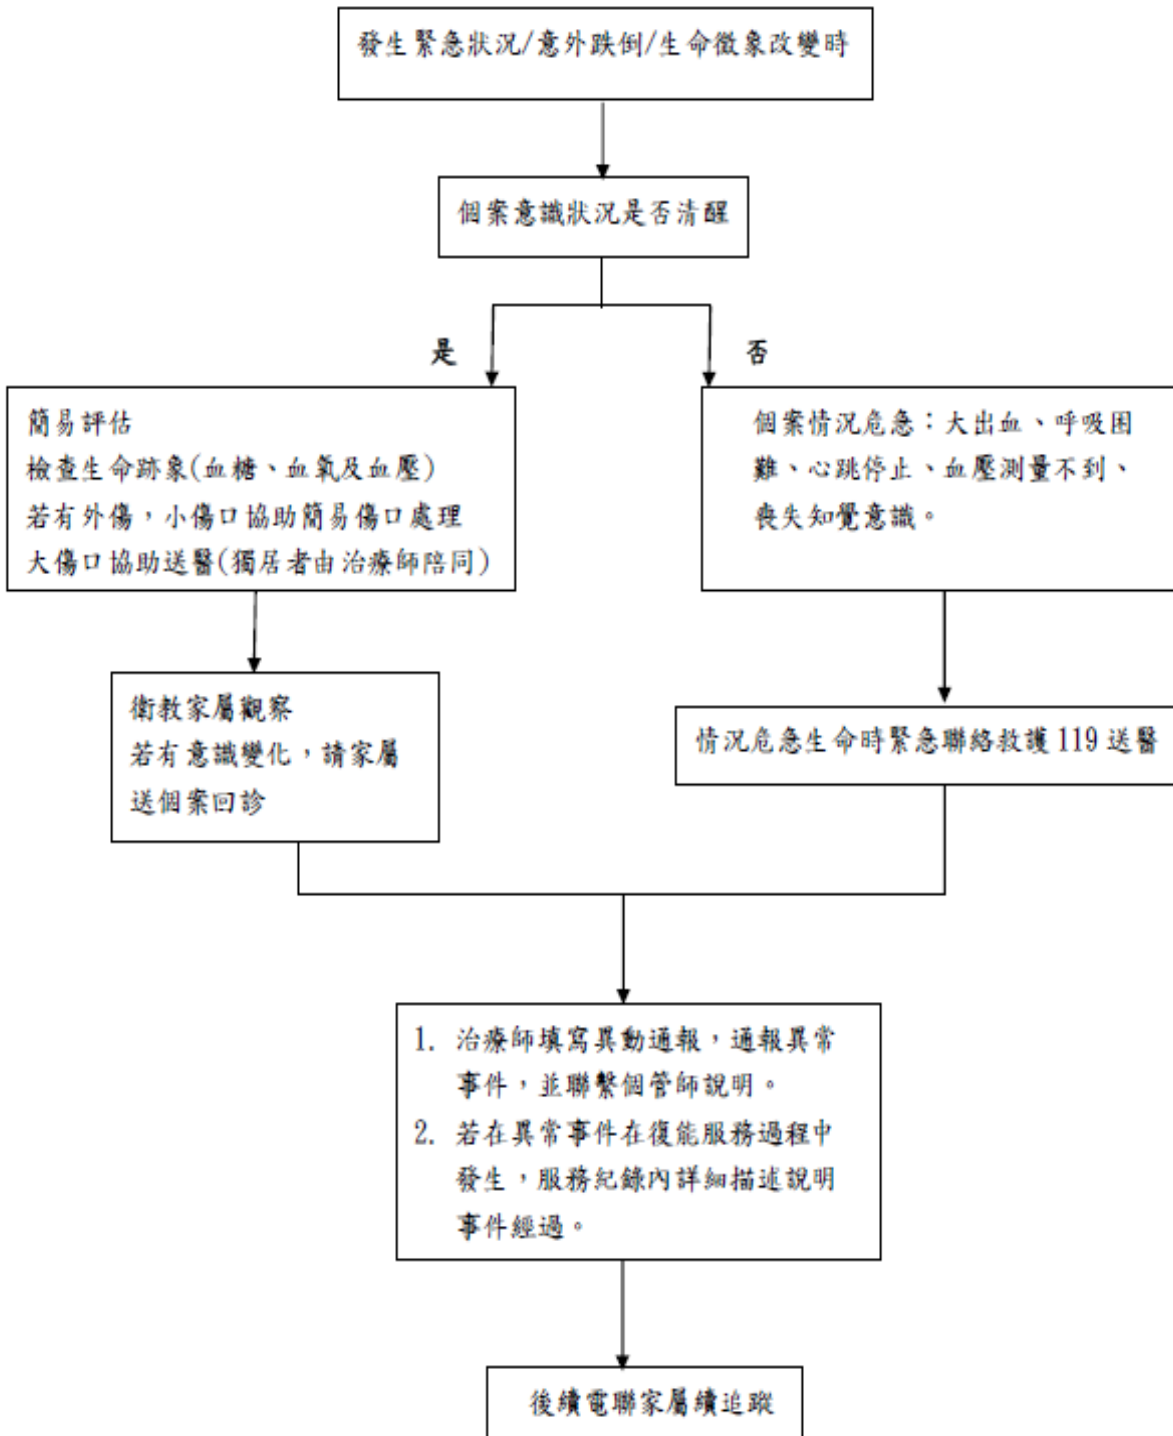 發生緊急狀況/意外跌倒/生命徵象改變時
個案意識狀況是否清醒
是
否
簡易評估
檢查生命跡象(血糖、血氧及血壓)
若有外傷，小傷口協助簡易傷口處理
大傷口協助送醫(獨居者由治療師陪同)
個案情況危急：大出血、呼吸困
難、心跳停止、血壓測量不到、
喪失知覺意識。
衛教家屬觀察
若有意識變化，請家屬
送個案回診
情況危急生命時緊急聯絡救護 119 送醫
1. 治療師填寫異動通報，通報異常
事件，並聯繫個管師說明。
2. 若在異常事件在復能服務過程中
發生，服務紀錄內詳細描述說明
事件經過。
後續電聯家屬續追蹤